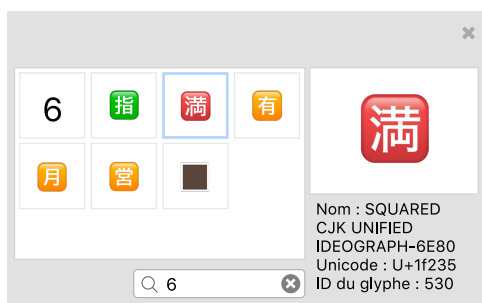 6 指 満 有
満
月 営
Nom : SQUARED
CJK UNIFIED
IDEOGRAPH-6E80
Unicode : U+1f235
ID du glyphe : 530
6